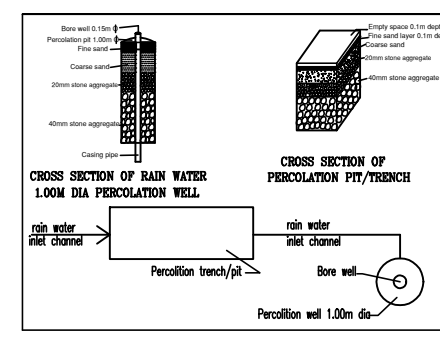 Bore well 0.15m ϕ
Percolation pit 1.00m ϕ
Fine sand
Coarse sand
20mm stone aggregate
40mm stone aggregate
Casing pipe
CROSS SECTION OF RAIN WATER
1.00M DIA PERCOLATION WELL
Empty space 0.1m dept
Fine sand layer 0.1m de
Coarse sand
20mm stone aggregate
40mm stone aggregate
CROSS SECTION OF
PERCOLATION PIT/TRENCH
rain water
inlet channel
Percolition trench/pit
rain water
inlet channel
Bore well
Percolition well 1.00m dia